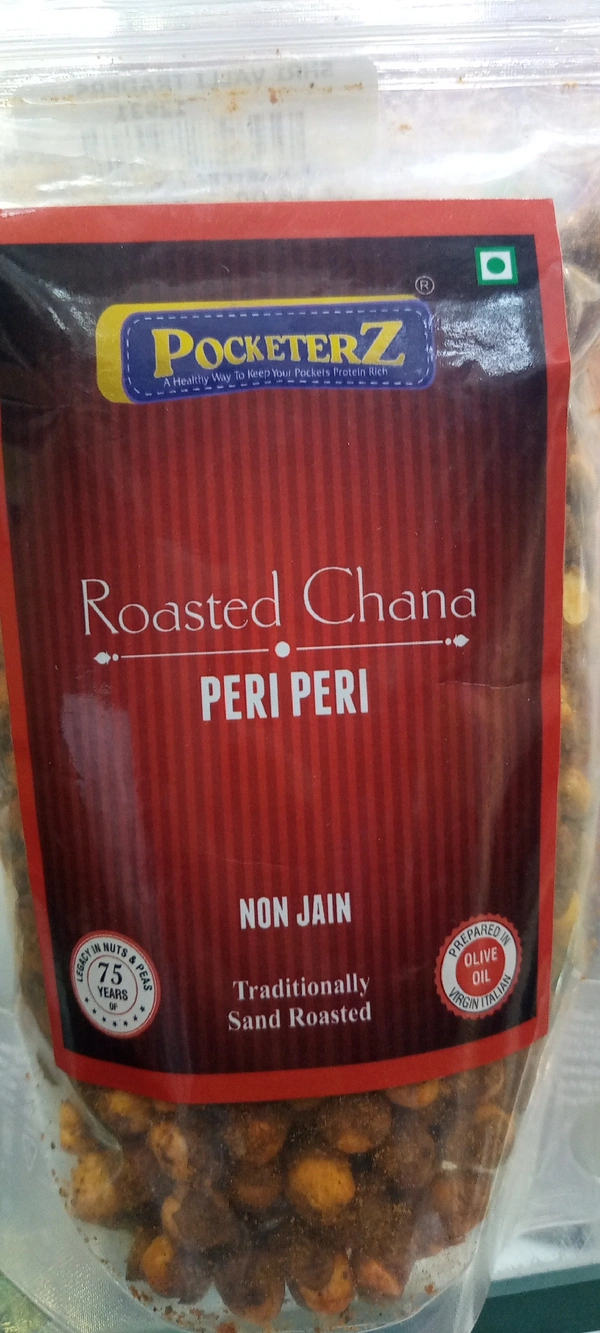 POCKETERZ
®
A Healthy Way To Keep Your Pockets Protein Rich
Roasted Chana
PERI PERI
NON JAIN
LEGACY IN NUTS & PEAS
75
YEARS
OF
Traditionally
Sand Roasted
PREPARED IN
OLIVE
OIL
VIRGIN ITALIAN